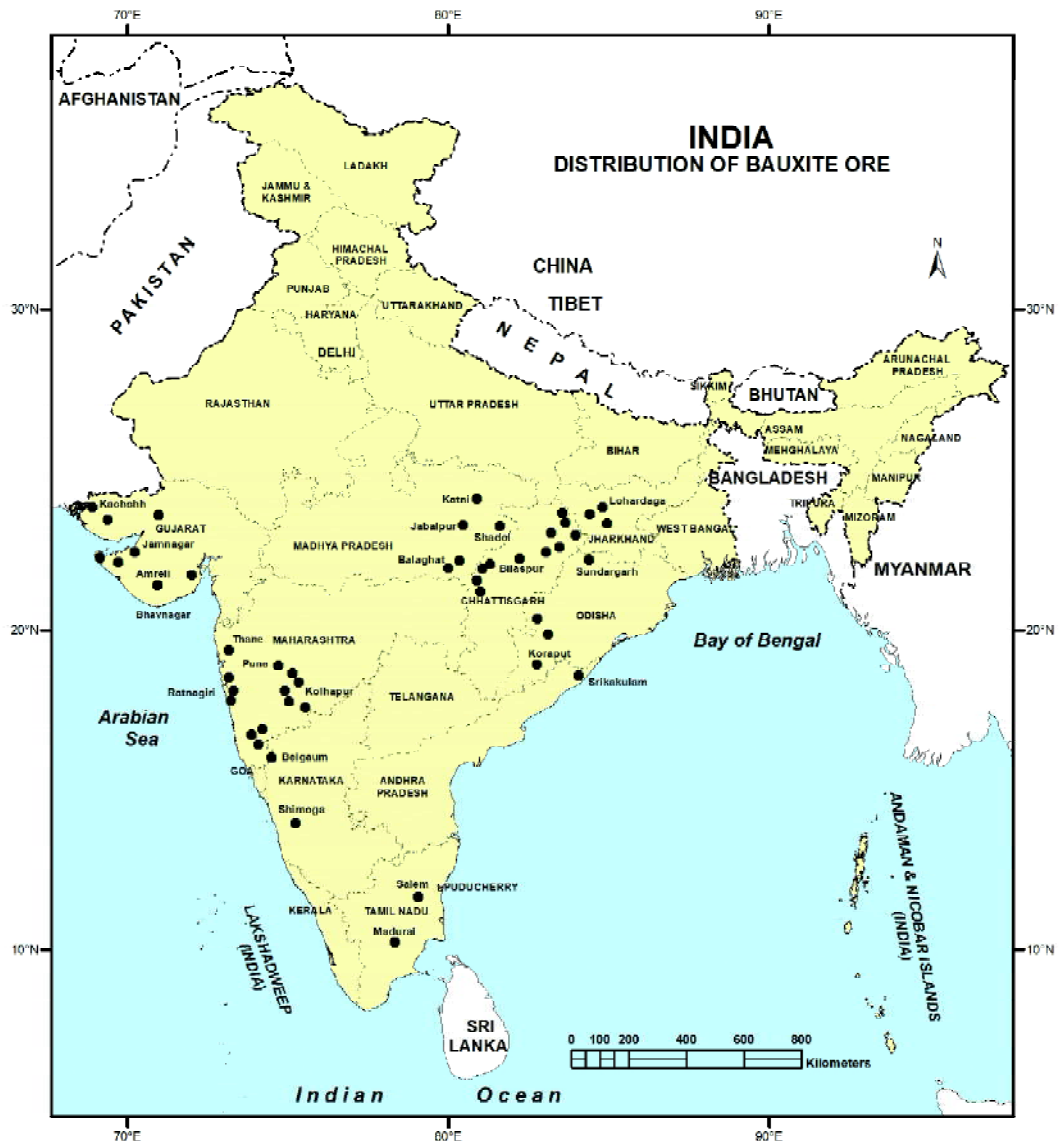 70°E 80°E 90°E
AFGHANISTAN
INDIA
DISTRIBUTION OF BAUXITE ORE
LADAKH
JAMMU &
KASHMIR
N
HIMACHAL
PRADESH
CHINA
PAKISTAN
PUNJAB
TIBET
UTTARAKHAND
30°N 30°N
HARYANA
NEPAL
DELHI
ARUNACHAL
PRADESH
SIKKIM
BHUTAN
RAJASTHAN
UTTAR PRADESH
ASSAM
NAGALAND
BIHAR
MEHGHALAYA
BANGLADESH
MANIPUR
Katni
Lohardaga
Kachchh
TRIPURA
MIZORAM
GUJARAT
Jabalpur
WEST BANGAL
Shadol
JHARKHAND
Jamnagar
MADHYA PRADESH
Balaghat
Bilaspur
MYANMAR
Amreli
Sundargarh
CHHATTISGARH
Bhavnagar
ODISHA
20°N 20°N
Thane
MAHARASHTRA
Bay of Bengal
Koraput
Pune
Srikakulam
Ratnagiri
Kolhapur
TELANGANA
Arabian
Sea
Belgaum
GOA
KARNATAKA
ANDHRA
PRADESH
Shimoga
ANDAMAN & NICOBAR ISLANDS
(INDIA)
Salem
PUDUCHERRY
KERALA
TAMIL NADU
LAKSHADWEEP
(INDIA)
Madurai
10°N 10°N
SRI
LANKA
0 100 200 400 600 800
Kilometers
Indian Ocean
70°E 80°E 90°E